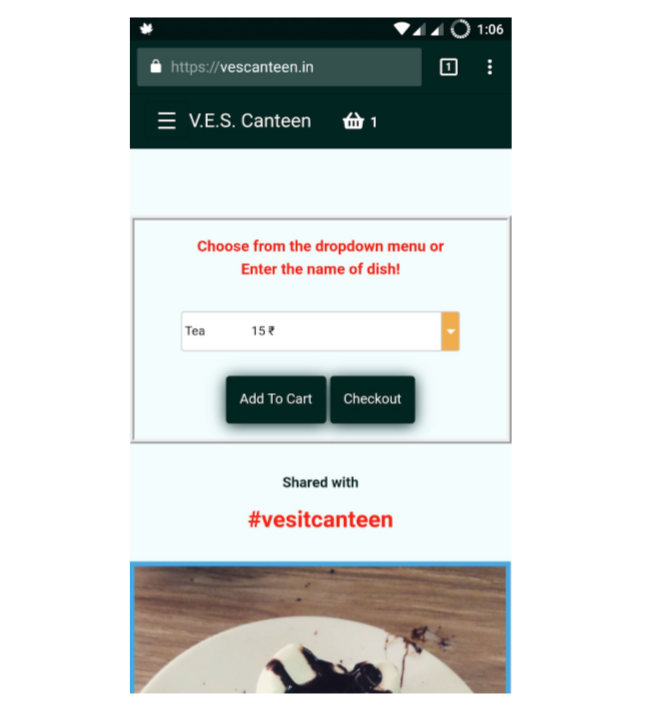 1:06
https://vescanteen.in
1
V.E.S. Canteen 1
Choose from the dropdown menu or
Enter the name of dish!
Tea 15 ₹
Add To Cart Checkout
Shared with
#vesitcanteen